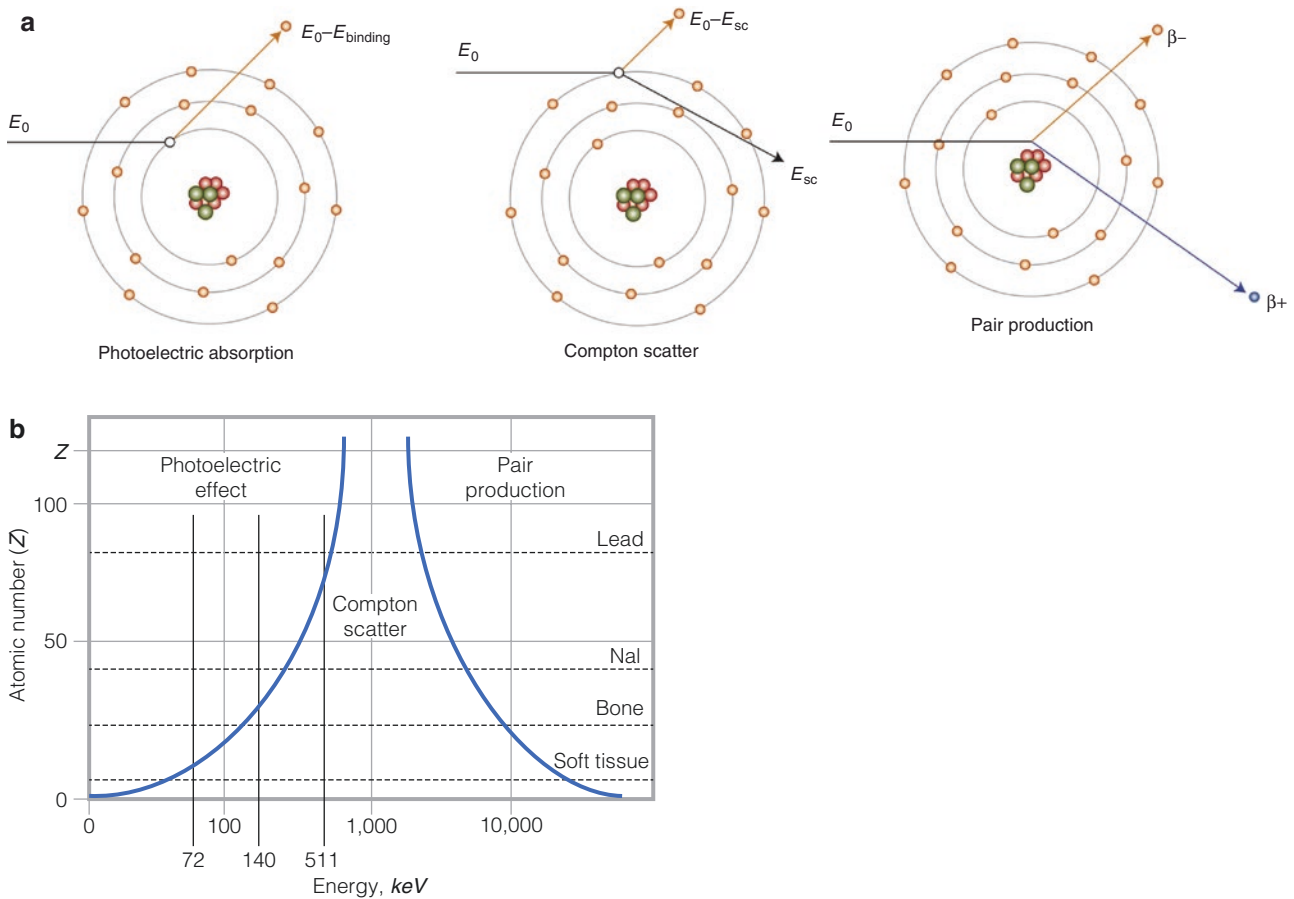 a
E0
E0–Ebinding
Photoelectric absorption
E0
E0–Esc
Esc
Compton scatter
E0
β−
β+
Pair production
b
Atomic number (Z)
Z
100
50
0
Photoelectric
effect
Pair
production
Lead
Compton
scatter
NaI
Bone
Soft tissue
0
100
1,000
10,000
72
140
511
Energy, keV